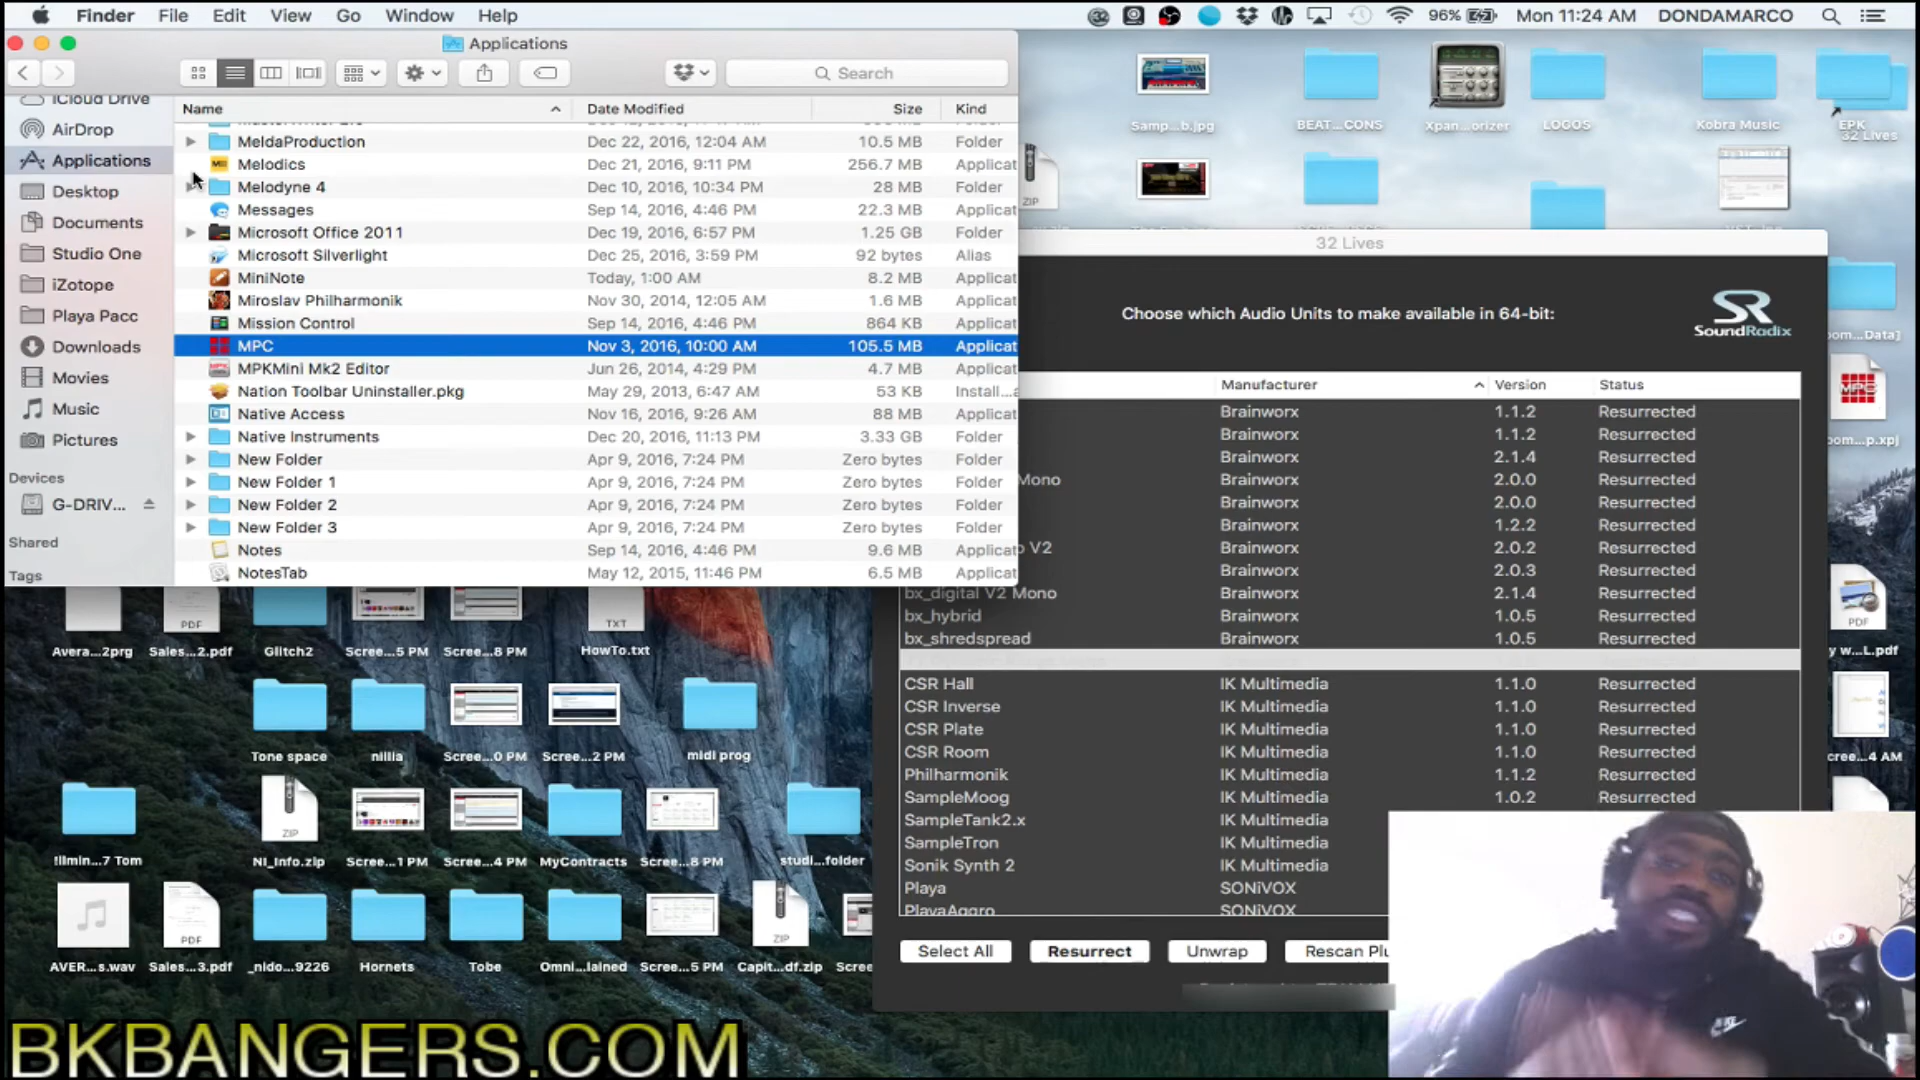 Finder File Edit View Go Window Help 96% Mon 11:24 AM DONDAMARCO
Applications
Search
iCloud Drive
AirDrop
Applications
Desktop
Documents
Studio One
iZotope
Playa Pacc
Downloads
Movies
Music
Pictures
Devices
G-DRIV...
Shared
Tags
Name Date Modified Size Kind
MeldaProduction Dec 22, 2016, 12:04 AM 10.5 MB Folder
Melodics Dec 21, 2016, 9:11 PM 256.7 MB Applicat
Melodyne 4 Dec 10, 2016, 10:34 PM 28 MB Folder
Messages Sep 14, 2016, 4:46 PM 22.3 MB Applicat
Microsoft Office 2011 Dec 19, 2016, 6:57 PM 1.25 GB Folder
Microsoft Silverlight Dec 25, 2016, 3:59 PM 92 bytes Alias
MiniNote Today, 1:00 AM 8.2 MB Applicat
Miroslav Philharmonik Nov 30, 2014, 12:05 AM 1.6 MB Applicat
Mission Control Sep 14, 2016, 4:46 PM 864 KB Applicat
MPC Nov 3, 2016, 10:00 AM 105.5 MB Applicat
MPKMini Mk2 Editor Jun 26, 2014, 4:29 PM 4.7 MB Applicat
Nation Toolbar Uninstaller.pkg May 29, 2013, 6:47 AM 53 KB Install...a
Native Access Nov 16, 2016, 9:26 AM 88 MB Applicat
Native Instruments Dec 20, 2016, 11:13 PM 3.33 GB Folder
New Folder Apr 9, 2016, 7:24 PM Zero bytes Folder
New Folder 1 Apr 9, 2016, 7:24 PM Zero bytes Folder
New Folder 2 Apr 9, 2016, 7:24 PM Zero bytes Folder
New Folder 3 Apr 9, 2016, 7:24 PM Zero bytes Folder
Notes Sep 14, 2016, 4:46 PM 9.6 MB Applicat
NotesTab May 12, 2015, 11:46 PM 6.5 MB Applicat
Samp...b.jpg BEAT...CONS Xpan...orizer LOGOS Kobra Music EPK
32 Lives
ZIP
32 Lives
Choose which Audio Units to make available in 64-bit:
SR
SoundRadix
Manufacturer Version Status
Brainworx 1.1.2 Resurrected
Brainworx 1.1.2 Resurrected
Brainworx 2.1.4 Resurrected
Mono Brainworx 2.0.0 Resurrected
Brainworx 2.0.0 Resurrected
Brainworx 1.2.2 Resurrected
V2 Brainworx 2.0.2 Resurrected
Brainworx 2.0.3 Resurrected
bx_digital V2 Mono Brainworx 2.1.4 Resurrected
bx_hybrid Brainworx 1.0.5 Resurrected
bx_shredspread Brainworx 1.0.5 Resurrected
CSR Hall IK Multimedia 1.1.0 Resurrected
CSR Inverse IK Multimedia 1.1.0 Resurrected
CSR Plate IK Multimedia 1.1.0 Resurrected
CSR Room IK Multimedia 1.1.0 Resurrected
Philharmonik IK Multimedia 1.1.2 Resurrected
SampleMoog IK Multimedia 1.0.2 Resurrected
SampleTank2.x IK Multimedia
SampleTron IK Multimedia
Sonik Synth 2 IK Multimedia
Playa SONiVOX
PlayaAggro SONiVOX
Select All Resurrect Unwrap Rescan Plu
oom...Data]
MPC
oom...p.xpj
PDF
y w...L.pdf
cree...4 AM
PDF TXT
Avera...2prg Sales...2.pdf Glitch2 Scree...5 PM Scree...8 PM HowTo.txt
Tone space nillia Scree...0 PM Scree...2 PM midi prog
ZIP
!llmin...7 Tom NI_Info.zip Scree...1 PM Scree...4 PM MyContracts Scree...8 PM studi...folder
PDF ZIP
AVER...s.wav Sales...3.pdf _nido...9226 Hornets Tobe Omni...lained Scree...5 PM Capit...df.zip Scree
BKBANGERS.COM